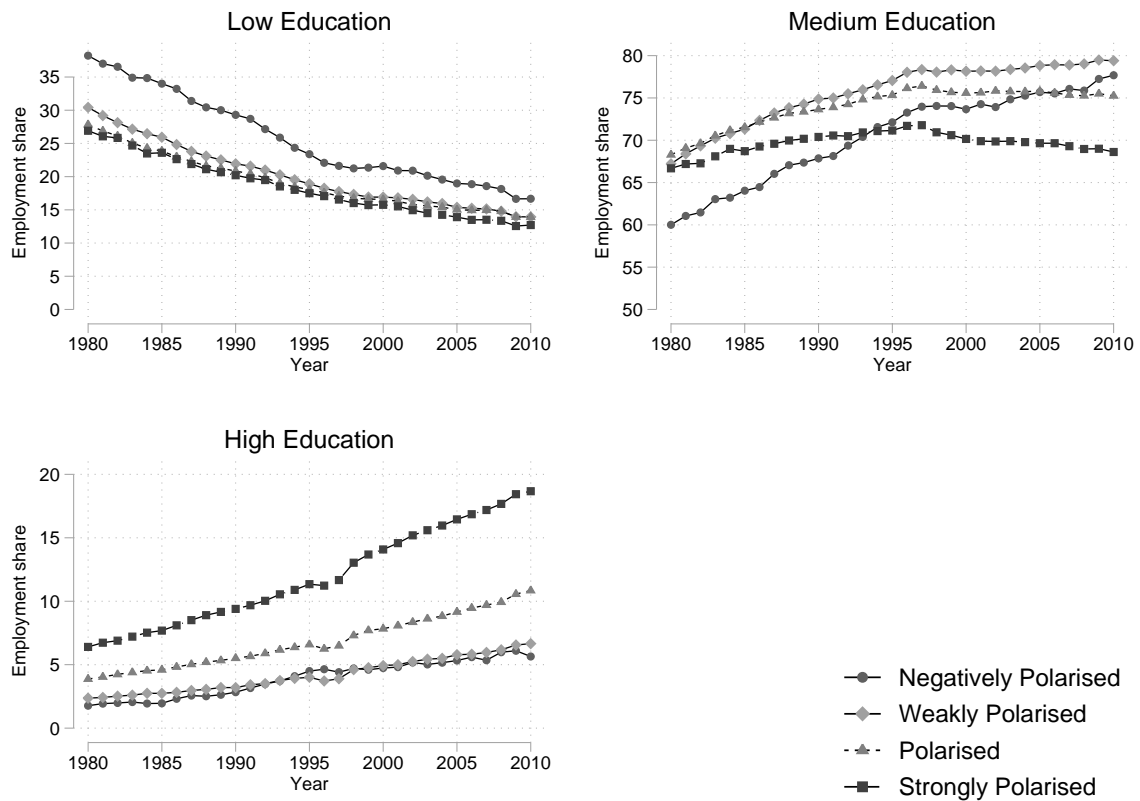 Low Education
Employment share
35
30
25
20
15
10
5
0
1980 1985 1990 1995 2000 2005 2010
Year
Medium Education
Employment share
80
75
70
65
60
55
50
1980 1985 1990 1995 2000 2005 2010
Year
High Education
Employment share
20
15
10
5
0
1980 1985 1990 1995 2000 2005 2010
Year
Negatively Polarised
Weakly Polarised
Polarised
Strongly Polarised